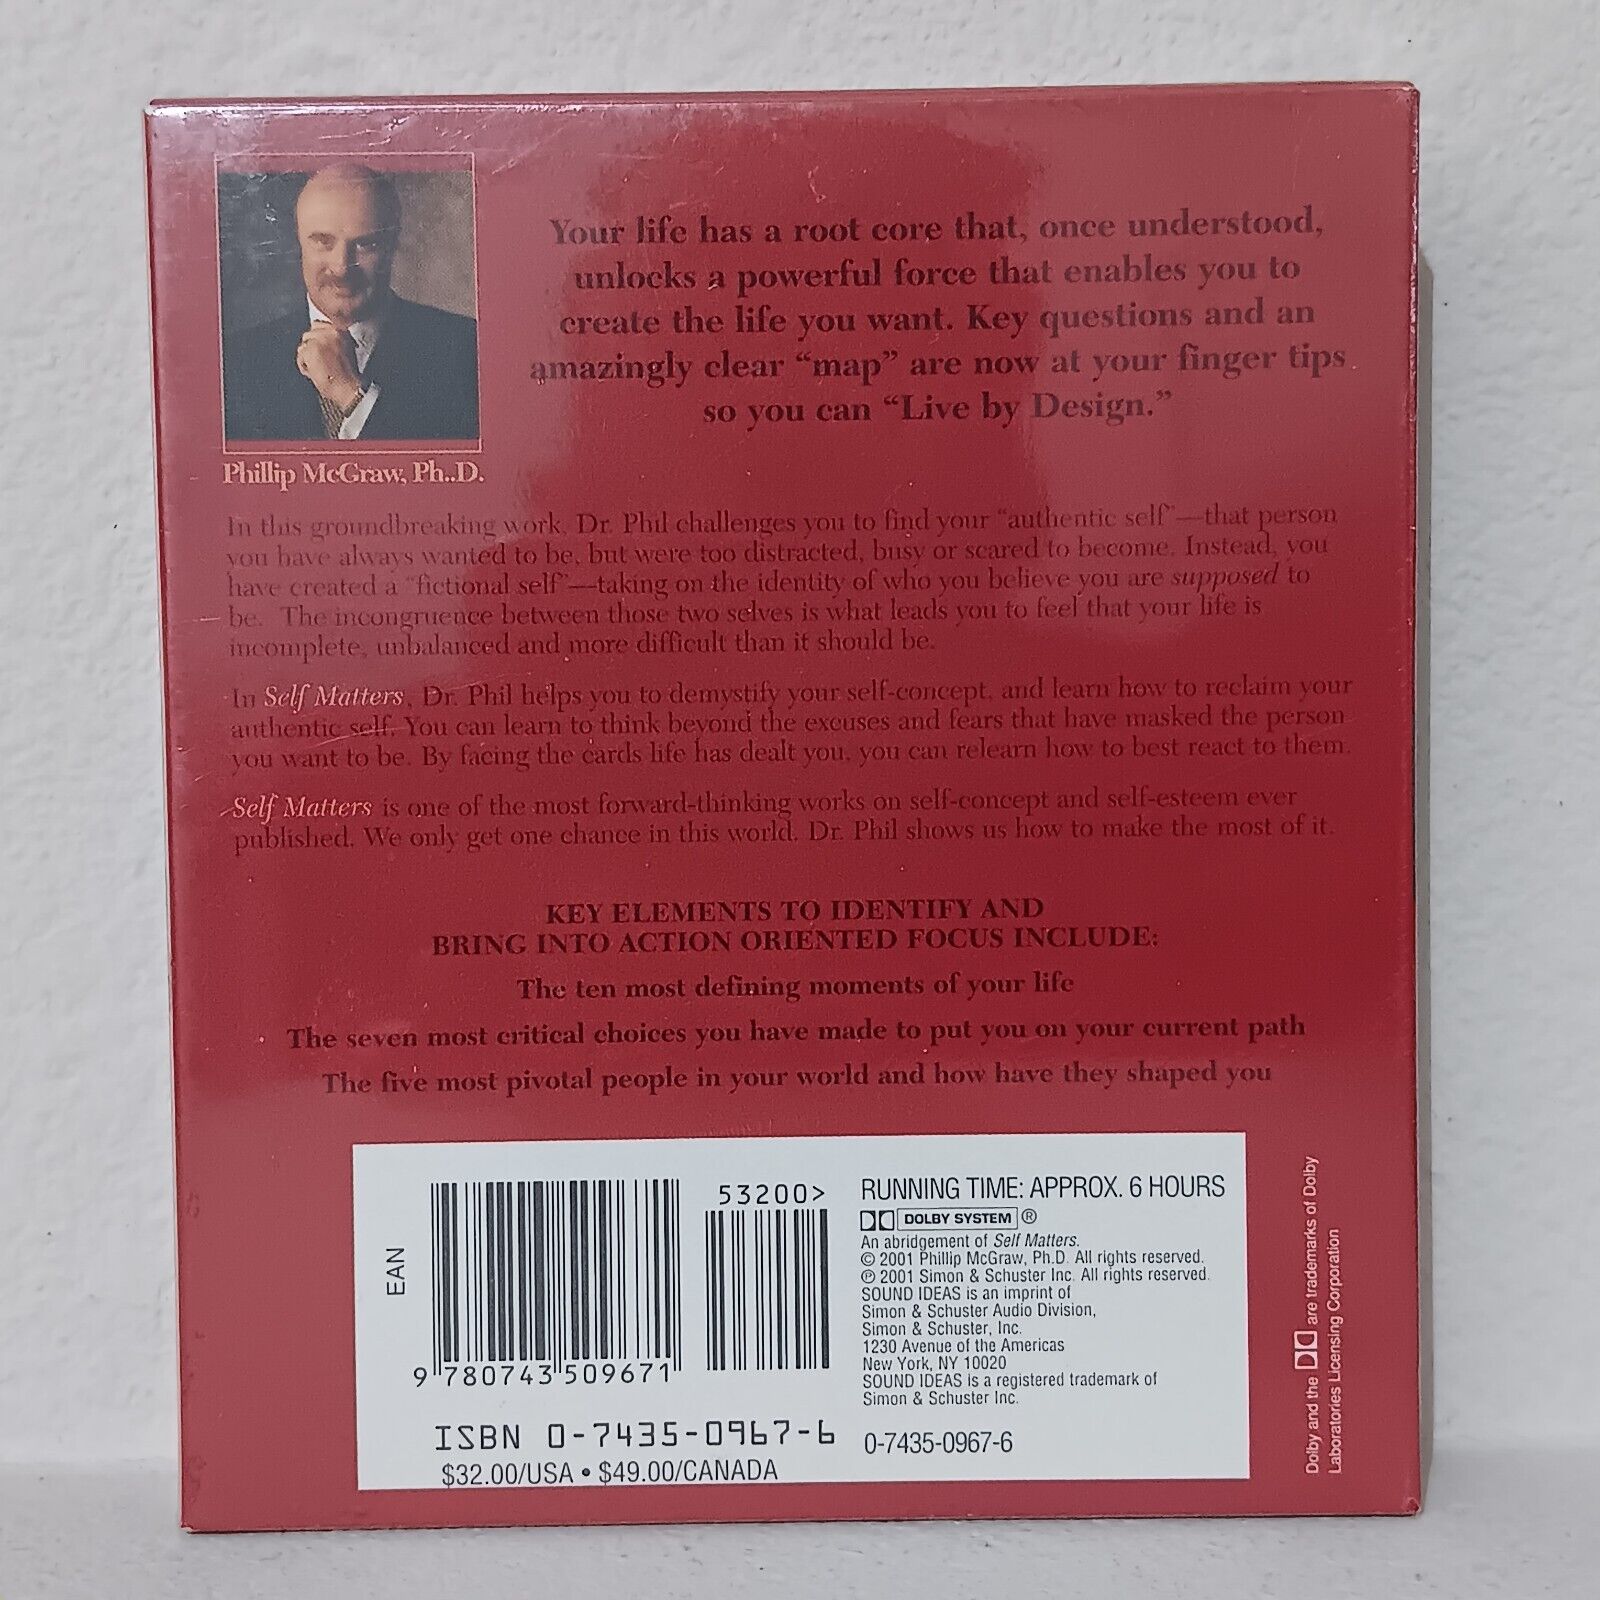 Your life has a root core that, once understood,
unlocks a powerful force that enables you to
create the life you want. Key questions and an
amazingly clear “map” are now at your finger tips
so you can “Live by Design.”
Phillip McGraw, Ph..D.
In this groundbreaking work, Dr. Phil challenges you to find your “authentic self”—that person
you have always wanted to be, but were too distracted, busy or scared to become. Instead, you
have created a “fictional self”—taking on the identity of who you believe you are supposed to
be. The incongruence between those two selves is what leads you to feel that your life is
incomplete, unbalanced and more difficult than it should be.
In Self Matters, Dr. Phil helps you to demystify your self-concept, and learn how to reclaim your
authentic self. You can learn to think beyond the excuses and fears that have masked the person
you want to be. By facing the cards life has dealt you, you can relearn how to best react to them.
Self Matters is one of the most forward-thinking works on self-concept and self-esteem ever
published. We only get one chance in this world. Dr. Phil shows us how to make the most of it.
KEY ELEMENTS TO IDENTIFY AND
BRING INTO ACTION ORIENTED FOCUS INCLUDE:
The ten most defining moments of your life
The seven most critical choices you have made to put you on your current path
The five most pivotal people in your world and how have they shaped you
EAN
53200>
9 780743 509671
ISBN 0-7435-0967-6
$32.00/USA • $49.00/CANADA
RUNNING TIME: APPROX. 6 HOURS
DOLBY SYSTEM ®
An abridgement of Self Matters.
© 2001 Phillip McGraw, Ph.D. All rights reserved.
℗ 2001 Simon & Schuster Inc. All rights reserved.
SOUND IDEAS is an imprint of
Simon & Schuster Audio Division,
Simon & Schuster, Inc.
1230 Avenue of the Americas
New York, NY 10020
SOUND IDEAS is a registered trademark of
Simon & Schuster Inc.
0-7435-0967-6
Dolby and the are trademarks of Dolby
Laboratories Licensing Corporation